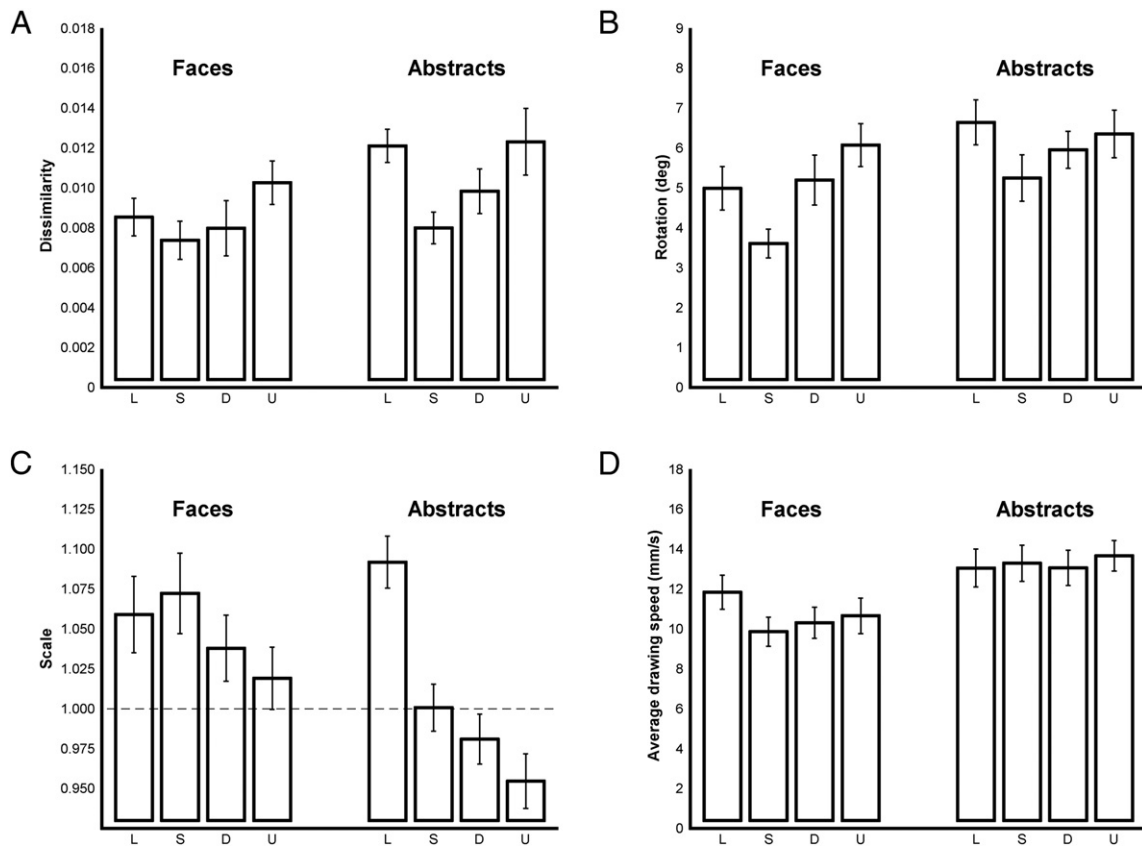 A
Dissimilarity
0.018
0.016
0.014
0.012
0.010
0.008
0.006
0.004
0.002
0
Faces Abstracts
L S D U L S D U
B
Rotation (deg)
9
8
7
6
5
4
3
2
1
0
Faces Abstracts
L S D U L S D U
C
Scale
1.150
1.125
1.100
1.075
1.050
1.025
1.000
0.975
0.950
Faces Abstracts
L S D U L S D U
D
Average drawing speed (mm/s)
18
16
14
12
10
8
6
4
2
0
Faces Abstracts
L S D U L S D U